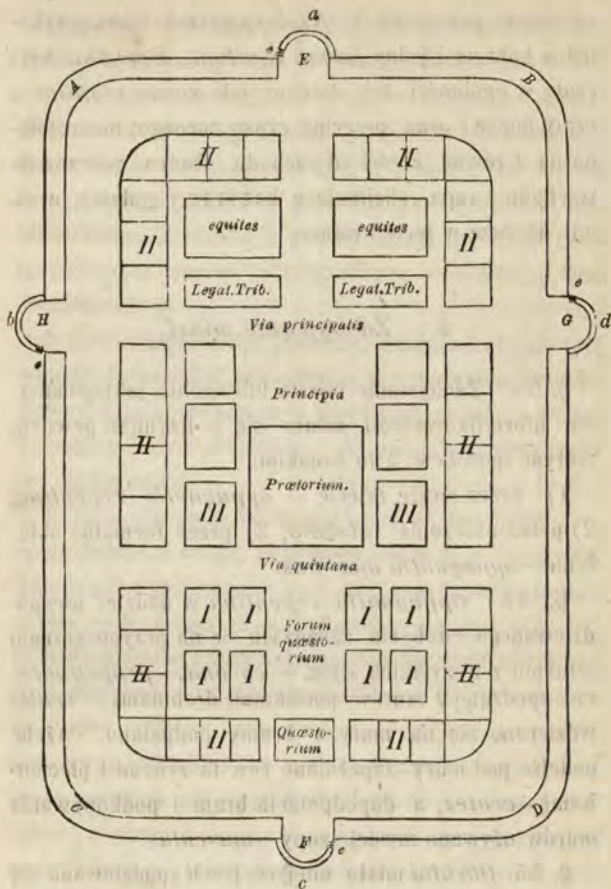 a
e E
A B
II II
equites equites
II II
Legat.Trib. Legat.Trib.
e
b H G d
Via principalis
e
Principia
II II
Prætorium.
III III
Via quintana
I I Forum I I
quæsto-
rium
II I I I I II
II Quæsto- II
rium
D
F e
c